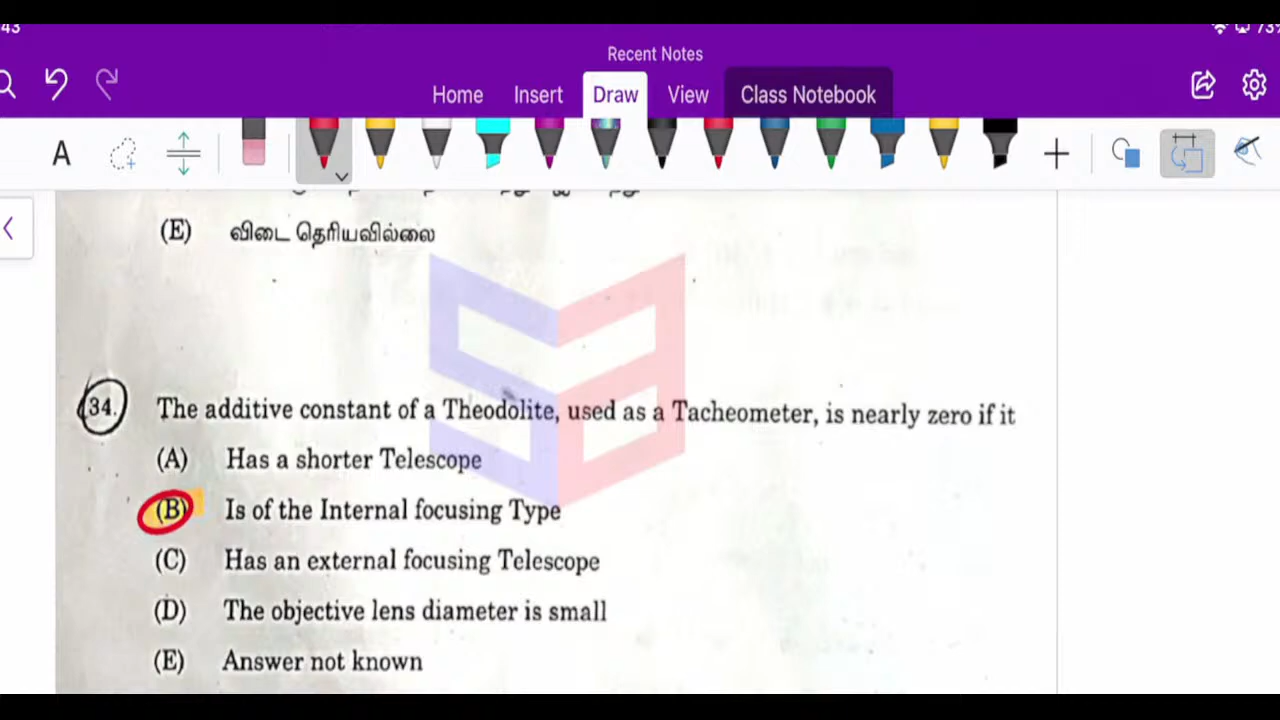 43
73%
Recent Notes
Home Insert Draw View Class Notebook
A
(E) விடை தெரியவில்லை
34. The additive constant of a Theodolite, used as a Tacheometer, is nearly zero if it
(A) Has a shorter Telescope
(B) Is of the Internal focusing Type
(C) Has an external focusing Telescope
(D) The objective lens diameter is small
(E) Answer not known